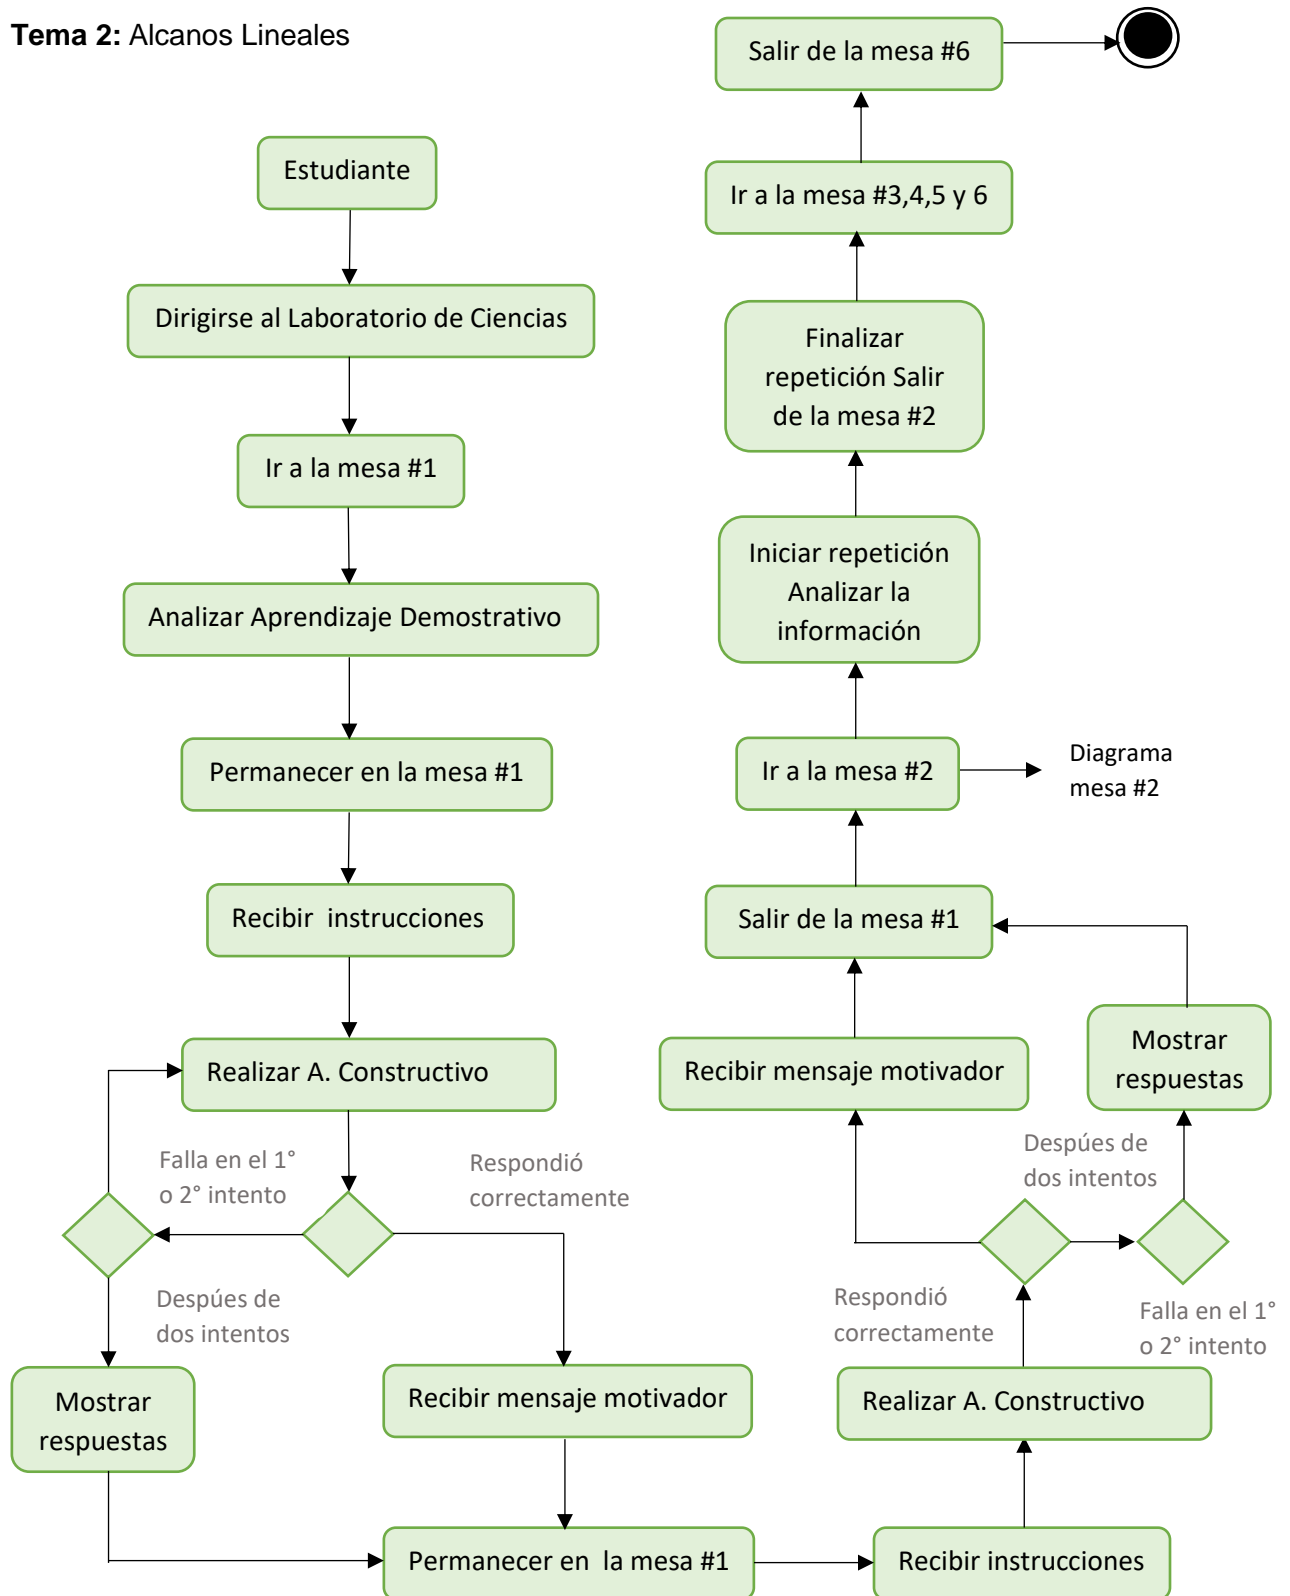 Tema 2: Alcanos Lineales
Estudiante
Dirigirse al Laboratorio de Ciencias
Ir a la mesa #1
Analizar Aprendizaje Demostrativo
Permanecer en la mesa #1
Recibir instrucciones
Realizar A. Constructivo
Falla en el 1°
o 2° intento
Respondió
correctamente
Despúes de
dos intentos
Mostrar
respuestas
Recibir mensaje motivador
Permanecer en la mesa #1
Recibir instrucciones
Realizar A. Constructivo
Respondió
correctamente
Falla en el 1°
o 2° intento
Despúes de
dos intentos
Mostrar
respuestas
Recibir mensaje motivador
Salir de la mesa #1
Ir a la mesa #2
Diagrama
mesa #2
Iniciar repetición
Analizar la
información
Finalizar
repetición Salir
de la mesa #2
Ir a la mesa #3,4,5 y 6
Salir de la mesa #6